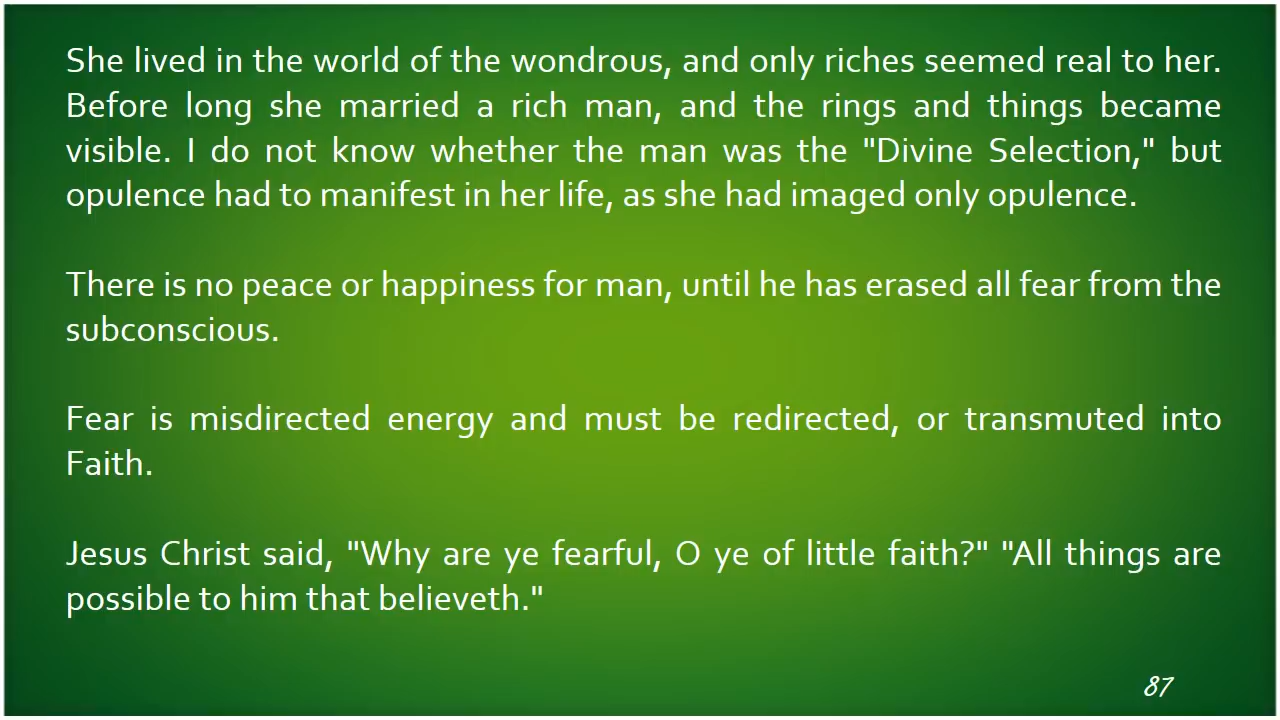 She lived in the world of the wondrous, and only riches seemed real to her.
Before long she married a rich man, and the rings and things became
visible. I do not know whether the man was the "Divine Selection," but
opulence had to manifest in her life, as she had imaged only opulence.
There is no peace or happiness for man, until he has erased all fear from the
subconscious.
Fear is misdirected energy and must be redirected, or transmuted into
Faith.
Jesus Christ said, "Why are ye fearful, O ye of little faith?" "All things are
possible to him that believeth."
87